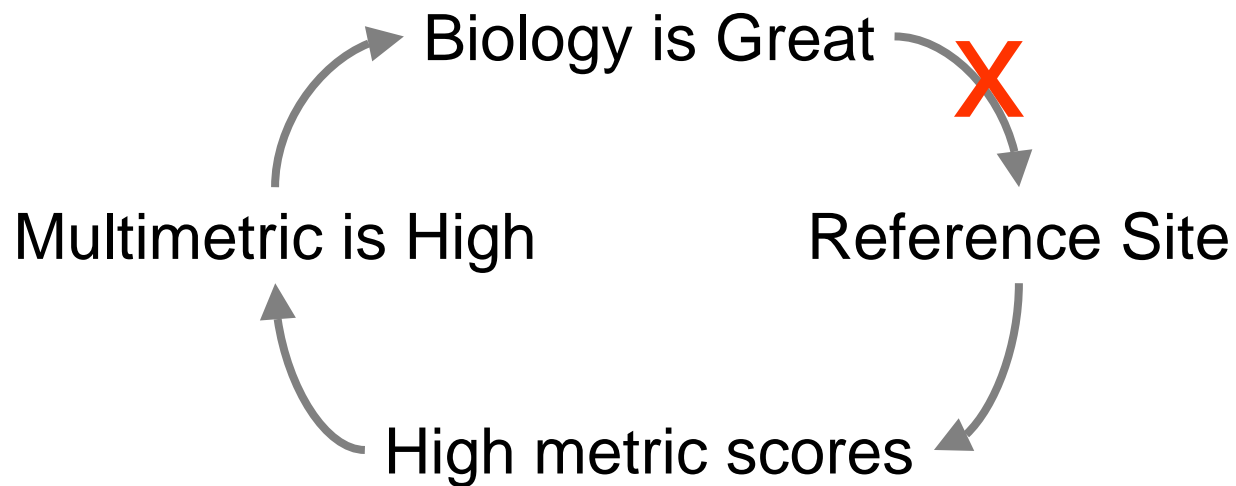 Biology is Great
X
Multimetric is High
Reference Site
High metric scores